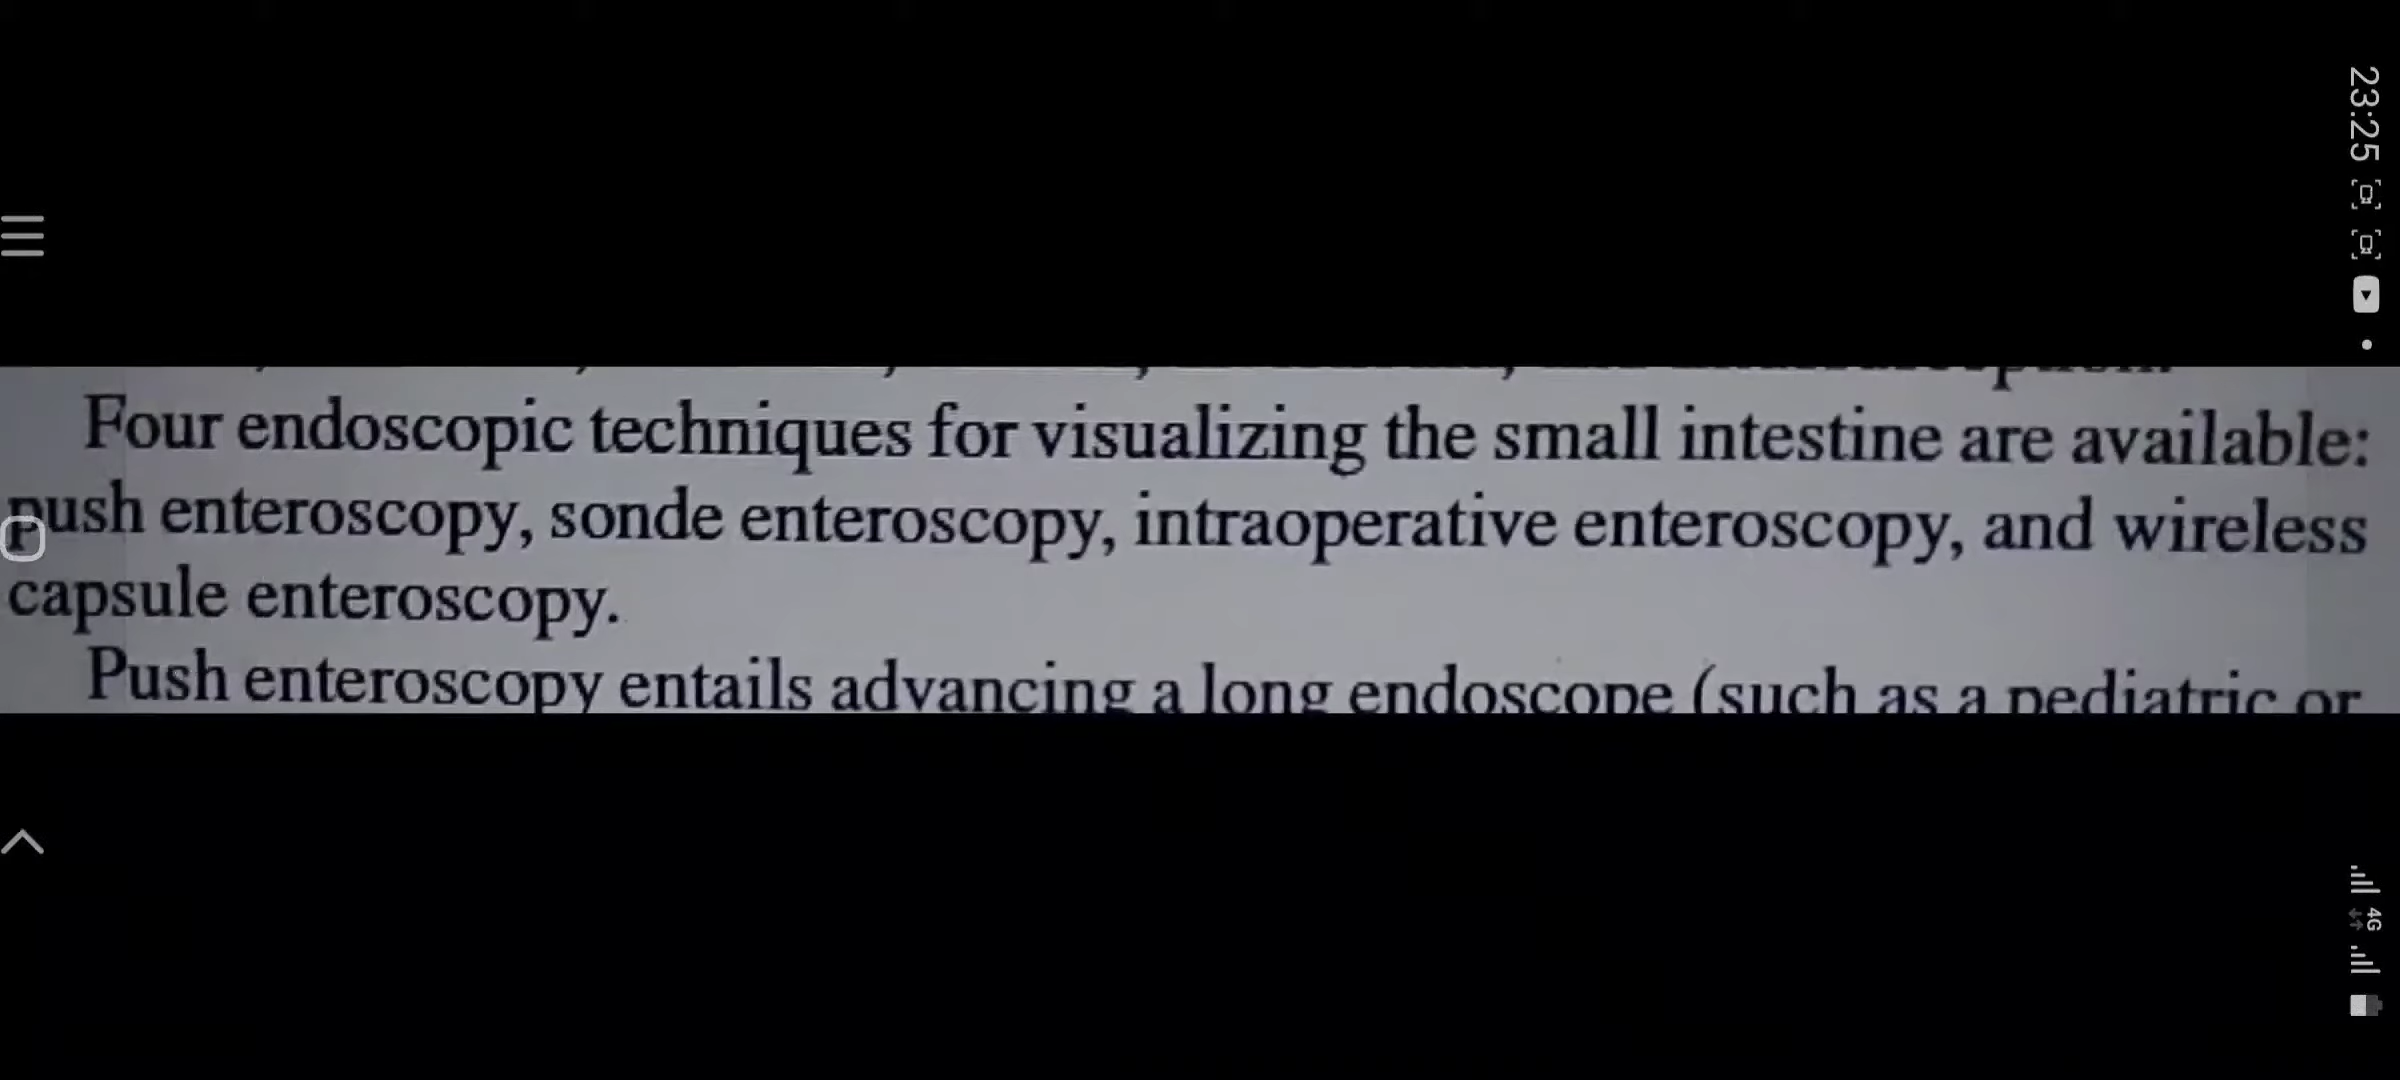 Four endoscopic techniques for visualizing the small intestine are available:
push enteroscopy, sonde enteroscopy, intraoperative enteroscopy, and wireless
capsule enteroscopy.
Push enteroscopy entails advancing a long endoscope (such as a pediatric or
23:25
4G